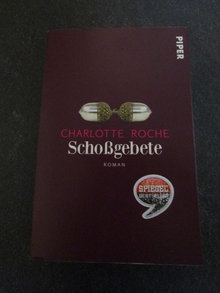 PIPER
CHARLOTTE ROCHE
Schoßgebete
ROMAN
SPIEGEL